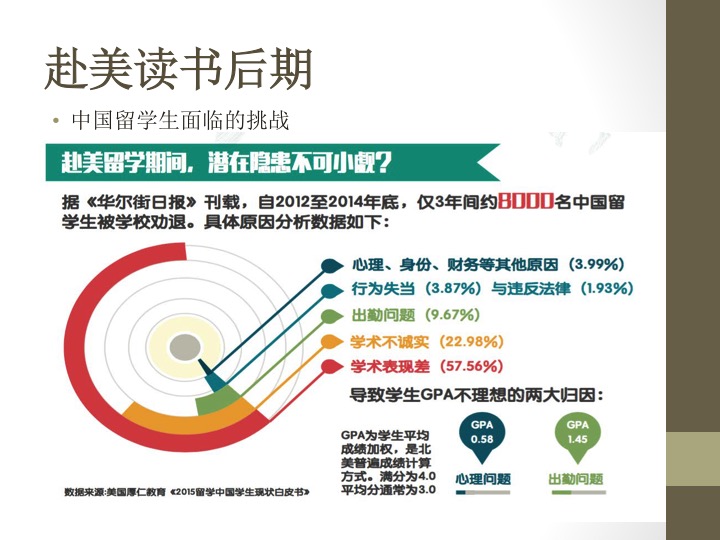 赴美读书后期
• 中国留学生面临的挑战
赴美留学期间，潜在隐患不可小觑？
据《华尔街日报》刊载，自2012至2014年底，仅3年间约8000名中国留
学生被学校劝退。具体原因分析数据如下：
心理、身份、财务等其他原因（3.99%）
行为失当（3.87%）与违反法律（1.93%）
出勤问题（9.67%）
学术不诚实（22.98%）
学术表现差（57.56%）
导致学生GPA不理想的两大归因：
GPA为学生平均
成绩加权，是北
美普遍成绩计算
方式。满分为4.0
平均分通常为3.0
GPA
0.58
心理问题
GPA
1.45
出勤问题
数据来源:美国厚仁教育《2015留学中国学生现状白皮书》